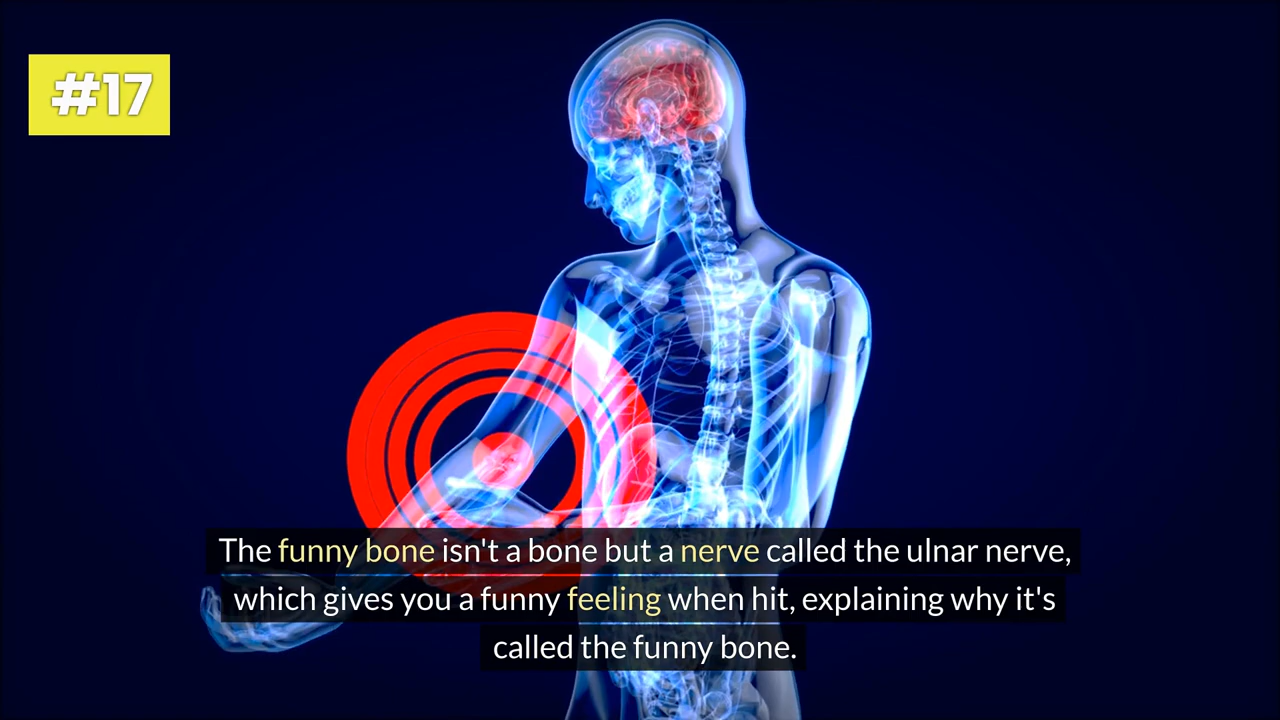 #17
The funny bone isn't a bone but a nerve called the ulnar nerve,
which gives you a funny feeling when hit, explaining why it's
called the funny bone.